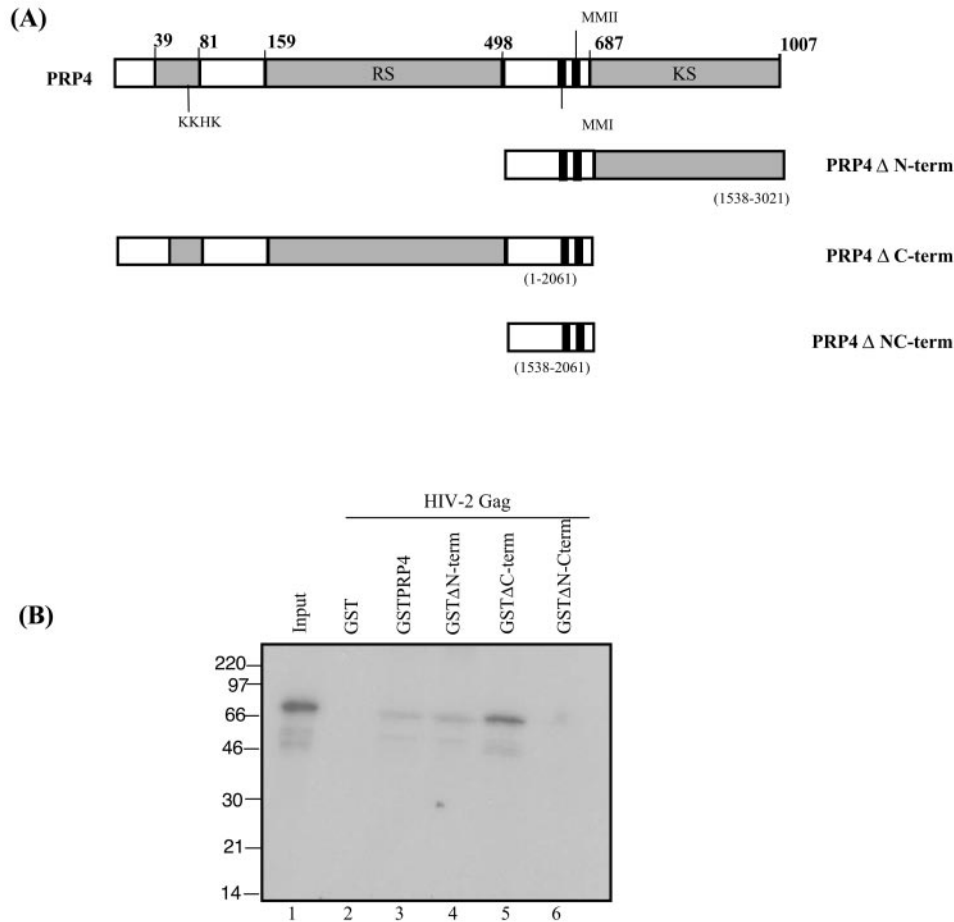 (A)
MMII
39 81 159 498 687 1007
PRP4 RS KS
KKHK
MMI
PRP4 Δ N-term
(1538-3021)
PRP4 Δ C-term
(1-2061)
PRP4 Δ NC-term
(1538-2061)
HIV-2 Gag
(B)
Input
GST
GSTPRP4
GSTΔN-term
GSTΔC-term
GSTΔN-Cterm
220
97
66
46
30
21
14
1 2 3 4 5 6